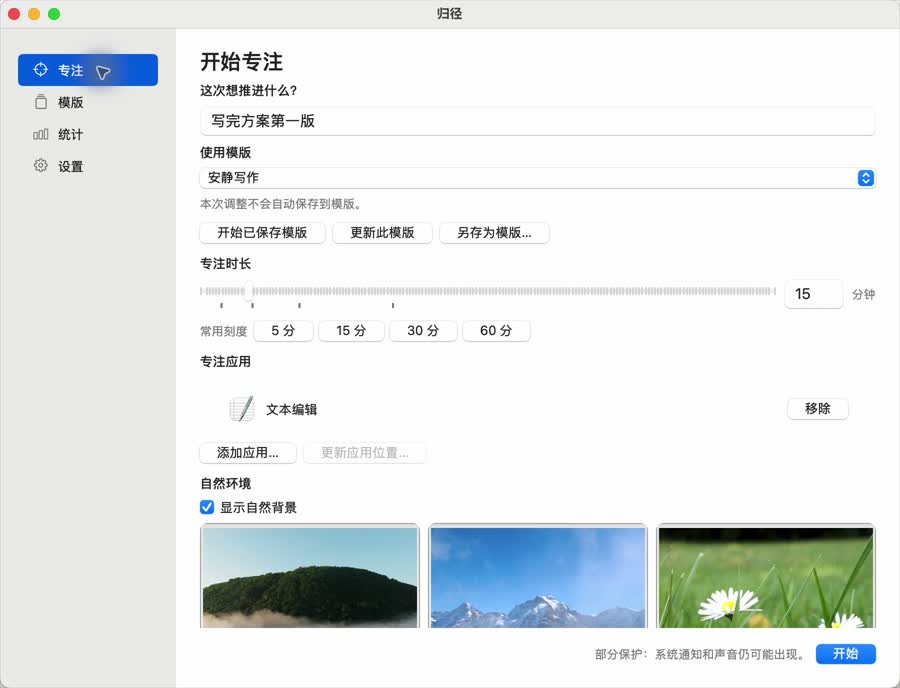 归径
专注
模版
统计
设置
开始专注
这次想推进什么?
写完方案第一版
使用模版
安静写作
本次调整不会自动保存到模版。
开始已保存模版 更新此模版 另存为模版...
专注时长
15 分钟
常用刻度 5 分 15 分 30 分 60 分
专注应用
文本编辑 移除
添加应用... 更新应用位置...
自然环境
显示自然背景
部分保护：系统通知和声音仍可能出现。 开始